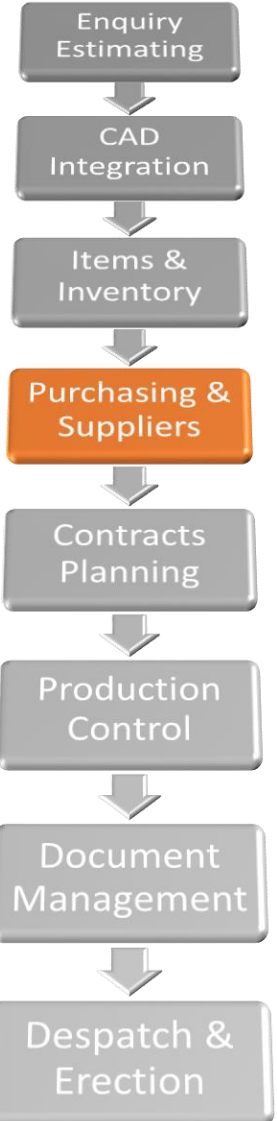 Enquiry
Estimating
CAD
Integration
Items &
Inventory
Purchasing &
Suppliers
Contracts
Planning
Production
Control
Document
Management
Despatch &
Erection